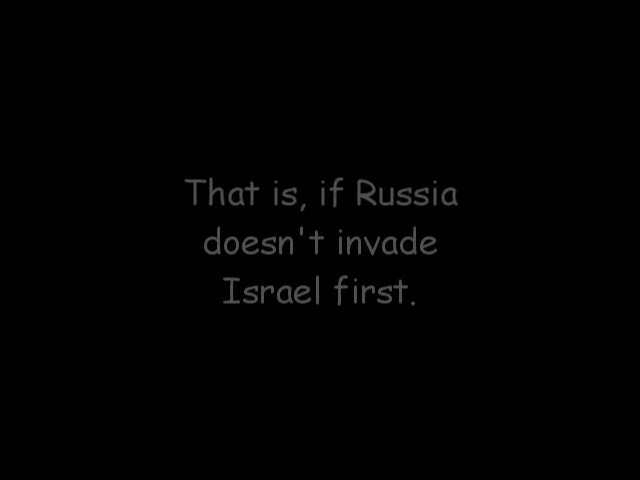 That is, if Russia
doesn't invade
Israel first.